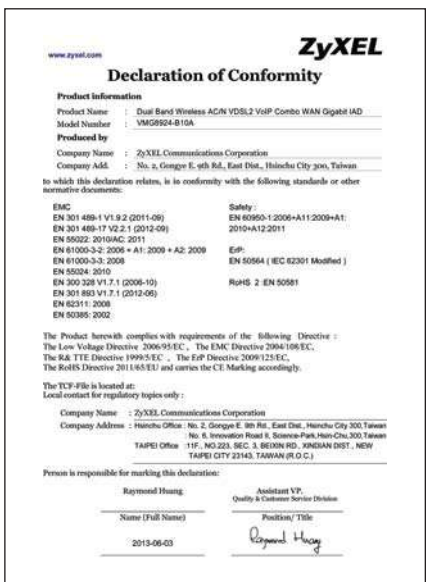 www.zyxel.com
ZyXEL
Declaration of Conformity
Product information
Product Name : Dual Band Wireless AC/N VDSL2 VoIP Combo WAN Gigabit IAD
Model Number : VMG8924-B10A
Produced by
Company Name : ZyXEL Communications Corporation
Company Add. : No. 2, Gongye E. 9th Rd., East Dist., Hsinchu City 300, Taiwan
to which this declaration relates, is in conformity with the following standards or other
normative documents:
EMC
EN 301 489-1 V1.9.2 (2011-09)
EN 301 489-17 V2.2.1 (2012-09)
EN 55022: 2010/AC: 2011
EN 61000-3-2: 2006 + A1: 2009 + A2: 2009
EN 61000-3-3: 2008
EN 55024: 2010
EN 300 328 V1.7.1 (2006-10)
EN 301 893 V1.7.1 (2012-06)
EN 62311: 2008
EN 50385: 2002
Safety :
EN 60950-1:2006+A11:2009+A1:
2010+A12:2011
ErP:
EN 50564 ( IEC 62301 Modified )
RoHS 2 :EN 50581
The Product herewith complies with requirements of the following Directive :
The Low Voltage Directive 2006/95/EC , The EMC Directive 2004/108/EC,
The R& TTE Directive 1999/5/EC , The ErP Directive 2009/125/EC,
The RoHS Directive 2011/65/EU and carries the CE Marking accordingly.
The TCF-File is located at:
Local contact for regulatory topics only :
Company Name : ZyXEL Communications Corporation
Company Address : Hsinchu Office : No. 2, Gongye E. 9th Rd., East Dist., Hsinchu City 300,Taiwan
: No. 6, Innovation Road II, Science-Park,Hsin-Chu,300,Taiwan
TAIPEI Office :11F., NO.223, SEC. 3, BEIXIN RD., XINDIAN DIST., NEW
TAIPEI CITY 23143, TAIWAN (R.O.C.)
Person is responsible for marking this declaration:
Raymond Huang
Assistant VP.
Quality & Customer Service Division
Name (Full Name)
Position/ Title
2013-06-03
Raymond Huang